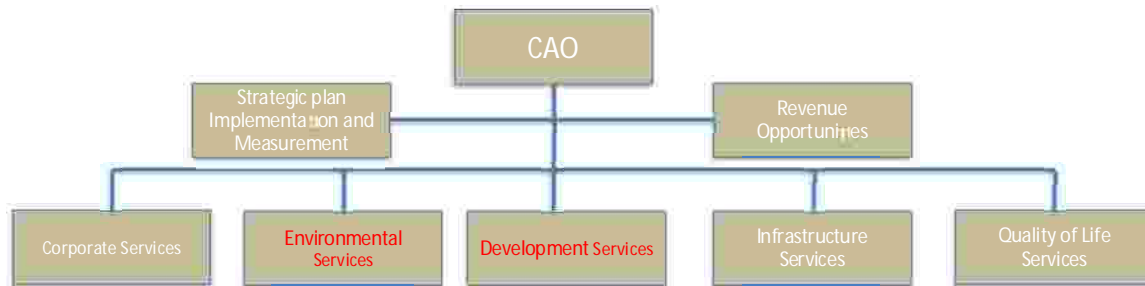 CAO
Strategic plan
Implementation and
Measurement
Revenue
Opportunities
Corporate Services
Environmental
Services
Development Services
Infrastructure
Services
Quality of Life
Services